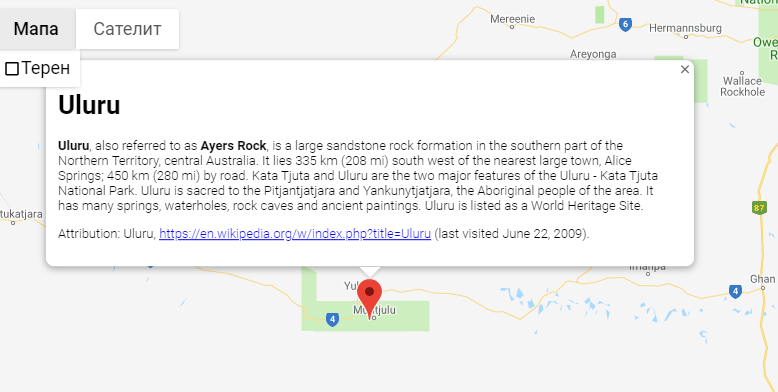 Мапа
Сателит
Терен
Mereenie
6
Hermannsburg
Areyonga
Wallace
Rockhole
Uluru
Uluru, also referred to as Ayers Rock, is a large sandstone rock formation in the southern part of the
Northern Territory, central Australia. It lies 335 km (208 mi) south west of the nearest large town, Alice
Springs; 450 km (280 mi) by road. Kata Tjuta and Uluru are the two major features of the Uluru - Kata Tjuta
National Park. Uluru is sacred to the Pitjantjatjara and Yankunytjatjara, the Aboriginal people of the area. It
has many springs, waterholes, rock caves and ancient paintings. Uluru is listed as a World Heritage Site.
Attribution: Uluru, https://en.wikipedia.org/w/index.php?title=Uluru (last visited June 22, 2009).
tukatjara
87
Imanpa
Ghan
4
4